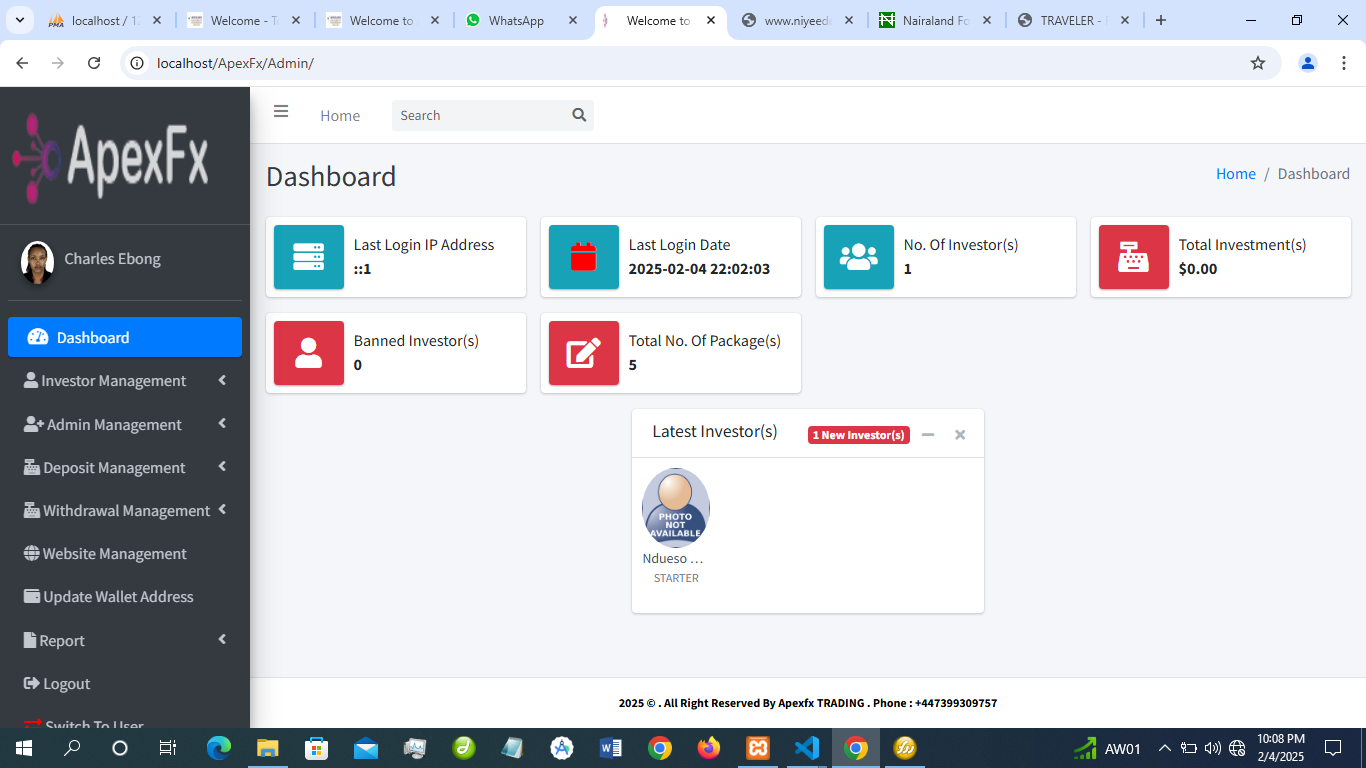 localhost / 1
Welcome - T
Welcome to
WhatsApp
Welcome to
www.niyeed
Nairaland Fo
TRAVELER -
localhost/ApexFx/Admin/
ApexFx
Home
Search
Dashboard
Home / Dashboard
Charles Ebong
Last Login IP Address
::1
Last Login Date
2025-02-04 22:02:03
No. Of Investor(s)
1
Total Investment(s)
$0.00
Banned Investor(s)
0
Total No. Of Package(s)
5
Dashboard
Investor Management
Admin Management
Deposit Management
Withdrawal Management
Website Management
Update Wallet Address
Report
Logout
Switch To User
Latest Investor(s)
1 New Investor(s)
PHOTO
NOT
AVAILABLE
Ndueso ...
STARTER
2025 © . All Right Reserved By Apexfx TRADING . Phone : +447399309757
AW01
10:08 PM
2/4/2025